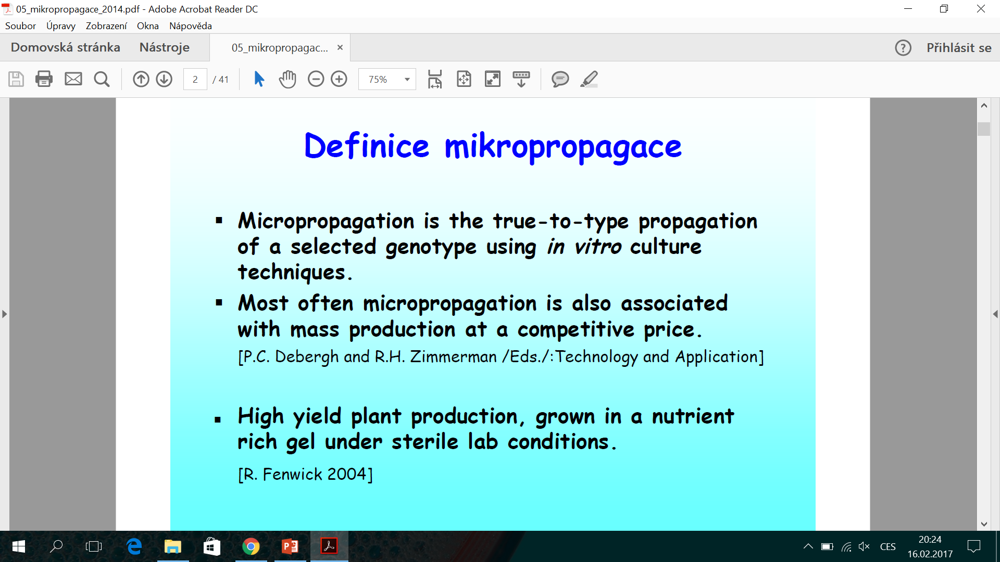 05_mikropropagace_2014.pdf - Adobe Acrobat Reader DC
Soubor Úpravy Zobrazení Okna Nápověda
Domovská stránka Nástroje 05_mikropropagac... × ? Přihlásit se
2 / 41 75%
Definice mikropropagace
▪ Micropropagation is the true-to-type propagation
of a selected genotype using in vitro culture
techniques.
▪ Most often micropropagation is also associated
with mass production at a competitive price.
[P.C. Debergh and R.H. Zimmerman /Eds./:Technology and Application]
▪ High yield plant production, grown in a nutrient
rich gel under sterile lab conditions.
[R. Fenwick 2004]
CES
20:24
16.02.2017